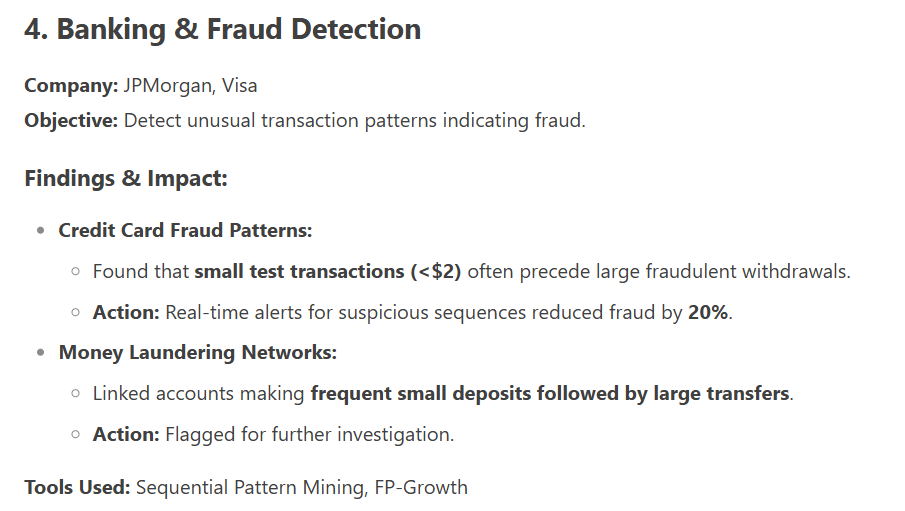 4. Banking & Fraud Detection
Company: JPMorgan, Visa
Objective: Detect unusual transaction patterns indicating fraud.
Findings & Impact:
Credit Card Fraud Patterns:
Found that small test transactions (<$2) often precede large fraudulent withdrawals.
Action: Real-time alerts for suspicious sequences reduced fraud by 20%.
Money Laundering Networks:
Linked accounts making frequent small deposits followed by large transfers.
Action: Flagged for further investigation.
Tools Used: Sequential Pattern Mining, FP-Growth